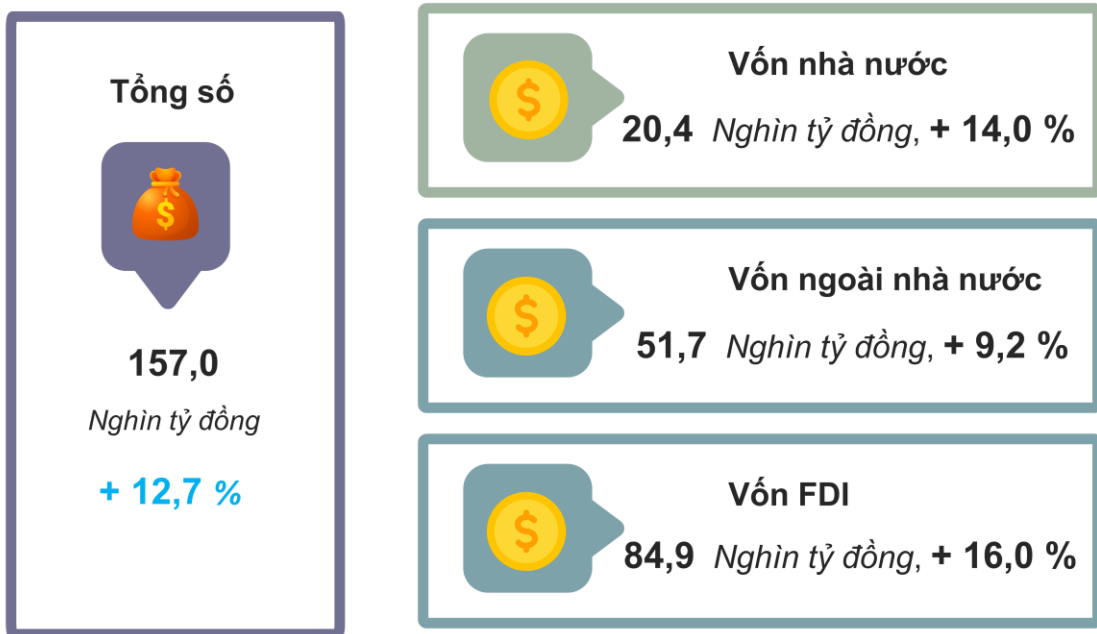 Tổng số
$
157,0
Nghìn tỷ đồng
+ 12,7 %
$
Vốn nhà nước
20,4 Nghìn tỷ đồng, + 14,0 %
$
Vốn ngoài nhà nước
51,7 Nghìn tỷ đồng, + 9,2 %
$
Vốn FDI
84,9 Nghìn tỷ đồng, + 16,0 %